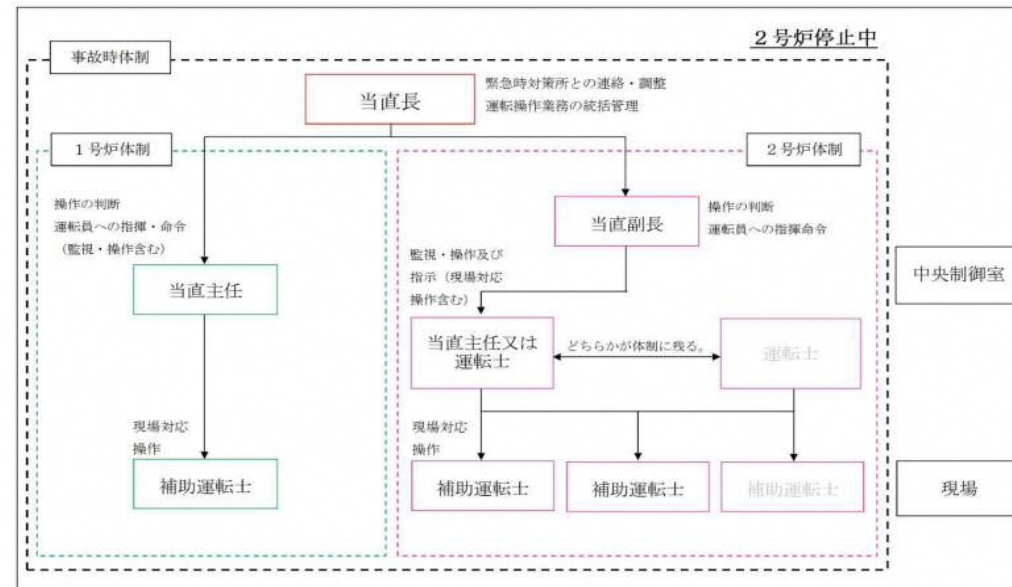 2号炉停止中
事故時体制
当直長
緊急時対策所との連絡・調整
運転操作業務の統括管理
1号炉体制
2号炉体制
操作の判断
運転員への指揮・命令
（監視・操作含む）
当直主任
当直副長
操作の判断
運転員への指揮命令
監視・操作及び
指示（現場対応
操作含む）
中央制御室
当直主任又は
運転士
どちらかが体制に残る。
運転士
現場対応
操作
補助運転士
現場対応
操作
補助運転士
補助運転士
補助運転士
現場